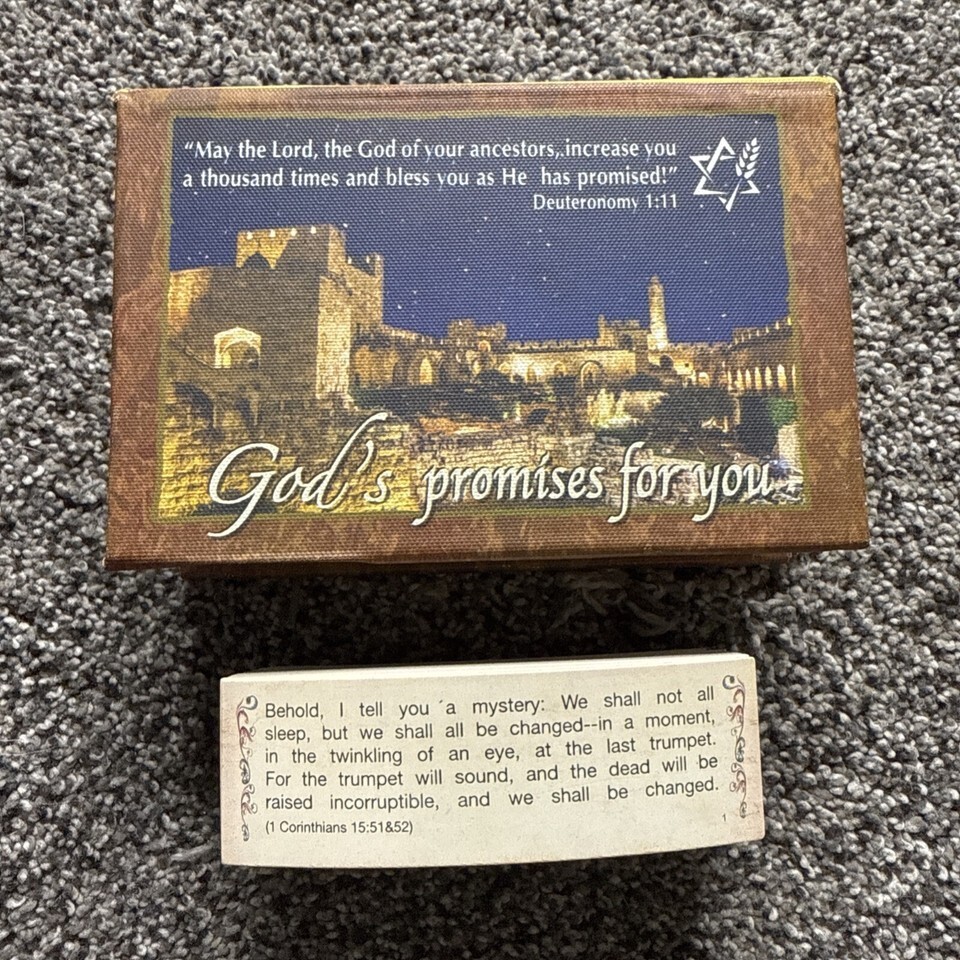 “May the Lord, the God of your ancestors,.increase you
a thousand times and bless you as He has promised!”
Deuteronomy 1:11
God's promises for you
Behold, I tell you ´a mystery: We shall not all
sleep, but we shall all be changed--in a moment,
in the twinkling of an eye, at the last trumpet.
For the trumpet will sound, and the dead will be
raised incorruptible, and we shall be changed.
(1 Corinthians 15:51&52)
1